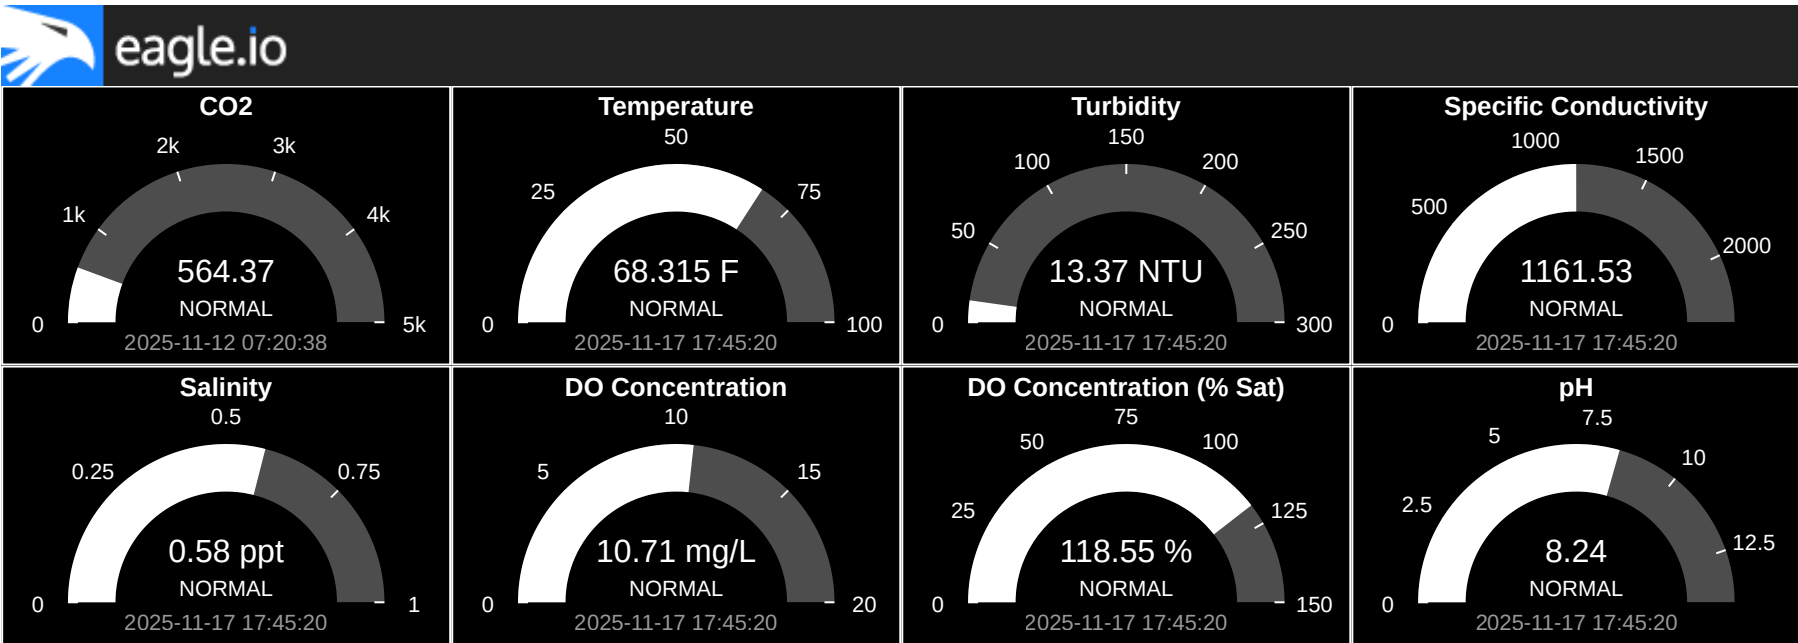 eagle.io
CO2
0
1k
2k
3k
4k
5k
564.37
NORMAL
2025-11-12 07:20:38
Temperature
0
25
50
75
100
68.315 F
NORMAL
2025-11-17 17:45:20
Turbidity
0
50
100
150
200
250
300
13.37 NTU
NORMAL
2025-11-17 17:45:20
Specific Conductivity
0
500
1000
1500
2000
1161.53
NORMAL
2025-11-17 17:45:20
Salinity
0
0.25
0.5
0.75
1
0.58 ppt
NORMAL
2025-11-17 17:45:20
DO Concentration
0
5
10
15
20
10.71 mg/L
NORMAL
2025-11-17 17:45:20
DO Concentration (% Sat)
0
25
50
75
100
125
150
118.55 %
NORMAL
2025-11-17 17:45:20
pH
0
2.5
5
7.5
10
12.5
8.24
NORMAL
2025-11-17 17:45:20